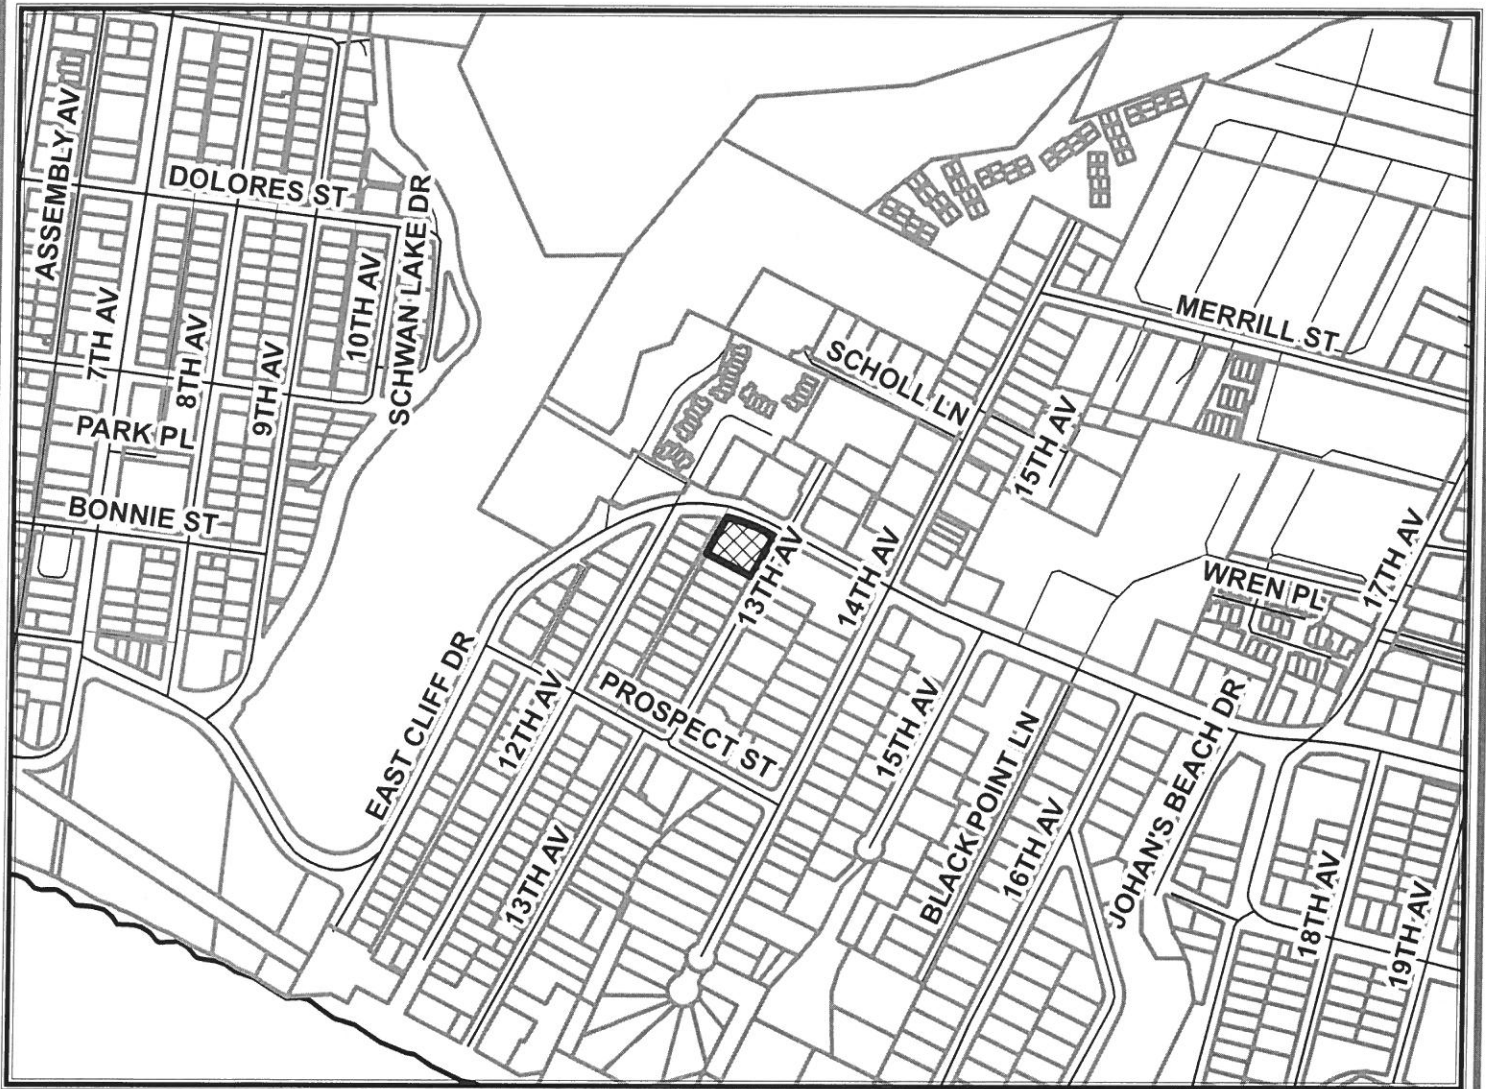 ASSEMBLY AV
DOLORES ST
SCHWAN LAKE DR
10TH AV
7TH AV
8TH AV
9TH AV
PARK PL
BONNIE ST
MERRILL ST
SCHOLL LN
15TH AV
13TH AV
14TH AV
WREN PL
17TH AV
EAST CLIFF DR
12TH AV
PROSPECT ST
15TH AV
BLACK POINT LN
JOHAN'S BEACH DR
13TH AV
16TH AV
18TH AV
19TH AV